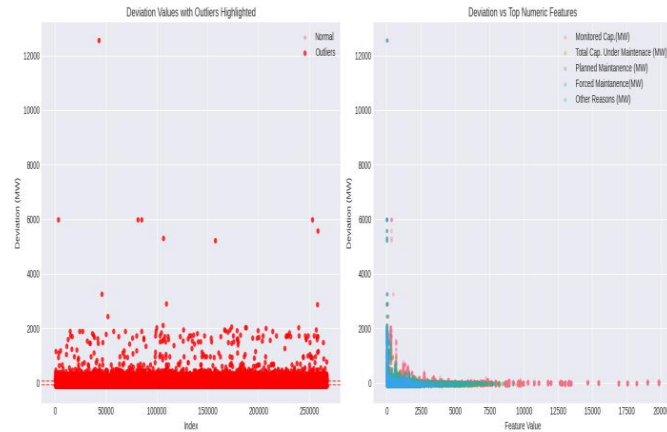 Deviation Values with Outliers Highlighted
Normal
Outliers
12000
10000
8000
6000
4000
2000
0
Deviation (MW)
0
50000
100000
150000
200000
250000
Index
Deviation vs Top Numeric Features
Monitored Cap.(MW)
Total Cap. Under Maintenace (MW)
Planned Maintanence (MW)
Forced Maintanence(MW)
Other Reasons (MW)
12000
10000
8000
6000
4000
2000
0
Deviation (MW)
0
2500
5000
7500
10000
12500
15000
17500
20000
Feature Value